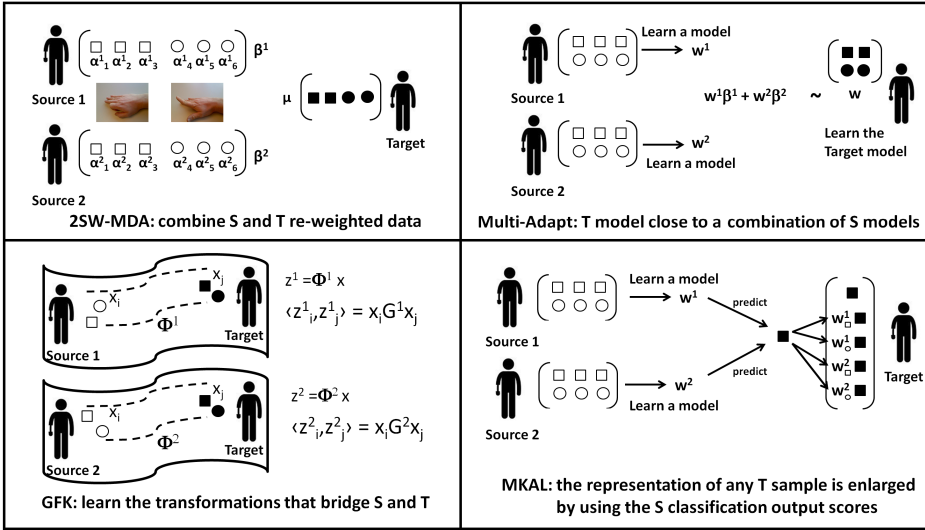 β¹
α¹₁ α¹₂ α¹₃ α¹₄ α¹₅ α¹₆
Source 1
μ
Target
β²
α²₁ α²₂ α²₃ α²₄ α²₅ α²₆
Source 2
2SW-MDA: combine S and T re-weighted data
Learn a model
w¹
Source 1
w¹β¹ + w²β² ~ w
Learn the
Target model
w²
Learn a model
Source 2
Multi-Adapt: T model close to a combination of S models
xᵢ
xⱼ
Φ¹
Source 1
Target
z¹ =Φ¹ x
‹z¹ᵢ,z¹ⱼ› = xᵢG¹xⱼ
xᵢ
xⱼ
Φ²
Source 2
Target
z² =Φ² x
‹z²ᵢ,z²ⱼ› = xᵢG²xⱼ
GFK: learn the transformations that bridge S and T
Learn a model
w¹
predict
Source 1
w¹□
w¹○
w²□
w²○
Target
predict
w²
Learn a model
Source 2
MKAL: the representation of any T sample is enlarged
by using the S classification output scores